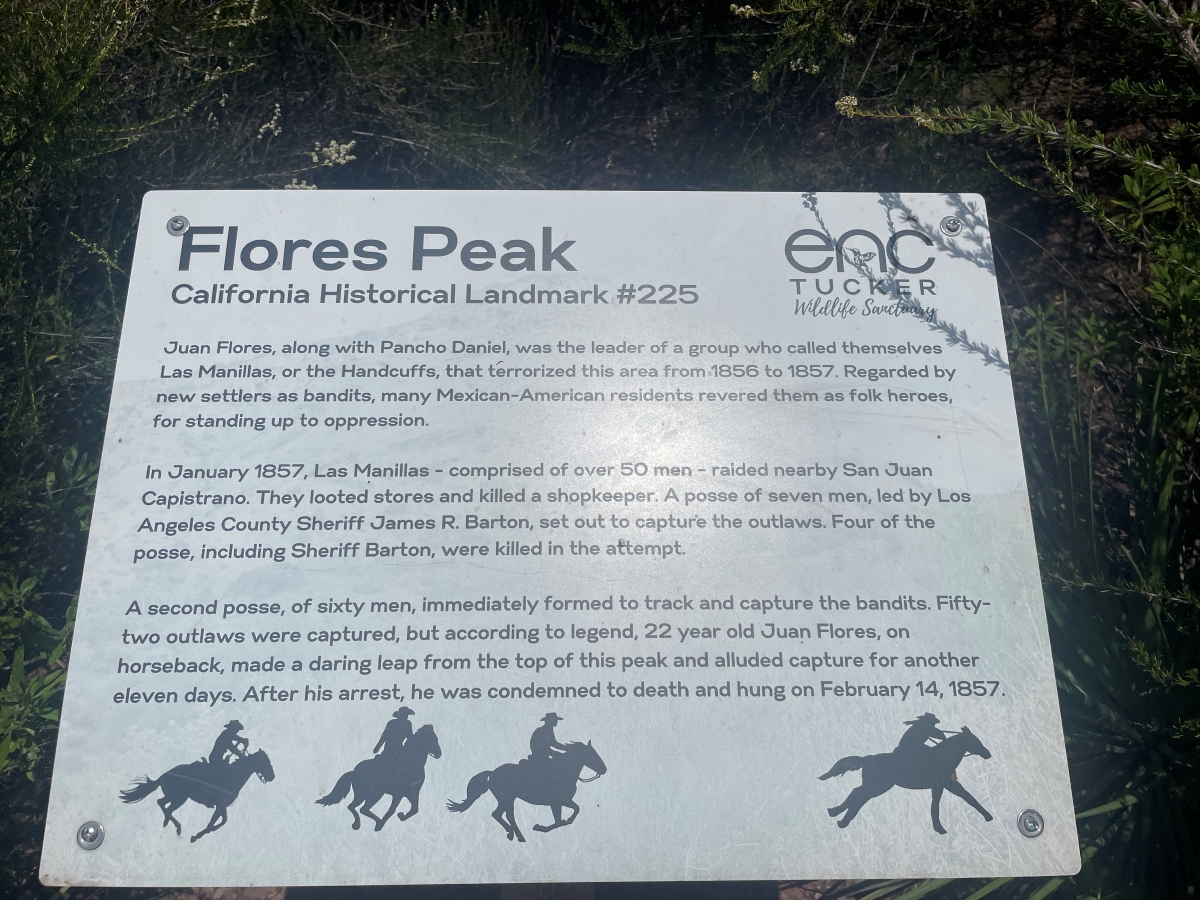 Flores Peak
California Historical Landmark #225
enc
TUCKER
Wildlife Sanctuary
Juan Flores, along with Pancho Daniel, was the leader of a group who called themselves
Las Manillas, or the Handcuffs, that terrorized this area from 1856 to 1857. Regarded by
new settlers as bandits, many Mexican-American residents revered them as folk heroes,
for standing up to oppression.
In January 1857, Las Manillas - comprised of over 50 men - raided nearby San Juan
Capistrano. They looted stores and killed a shopkeeper. A posse of seven men, led by Los
Angeles County Sheriff James R. Barton, set out to capture the outlaws. Four of the
posse, including Sheriff Barton, were killed in the attempt.
A second posse, of sixty men, immediately formed to track and capture the bandits. Fifty-
two outlaws were captured, but according to legend, 22 year old Juan Flores, on
horseback, made a daring leap from the top of this peak and alluded capture for another
eleven days. After his arrest, he was condemned to death and hung on February 14, 1857.